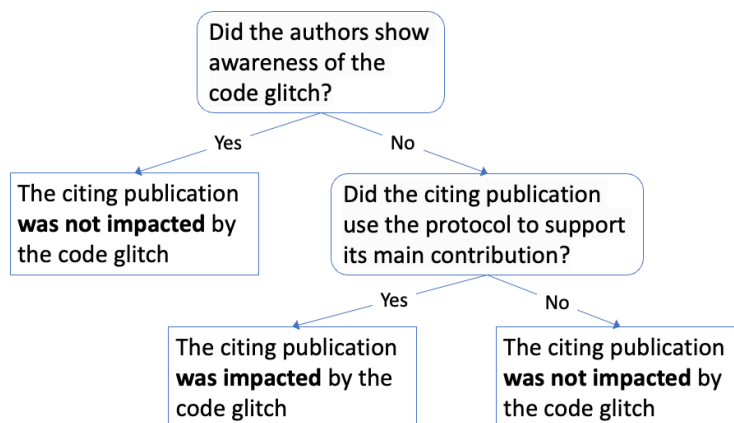 Did the authors show
awareness of the
code glitch?
Yes
No
The citing publication
was not impacted by
the code glitch
Did the citing publication
use the protocol to support
its main contribution?
Yes
No
The citing publication
was impacted by the
code glitch
The citing publication
was not impacted by
the code glitch